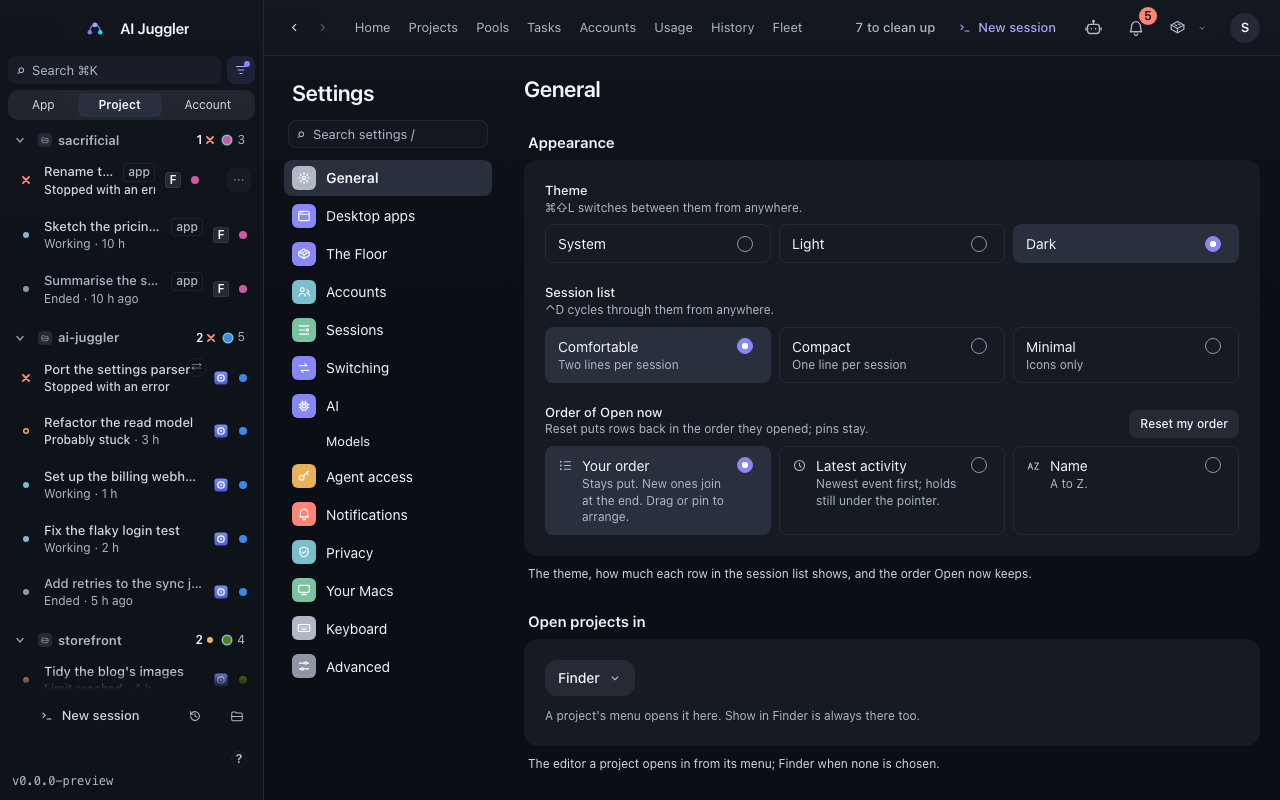 AI Juggler
Search ⌘K
App Project Account
sacrificial 1 3
Rename t... app F
Stopped with an err
Sketch the pricin... app F
Working · 10 h
Summarise the s... app F
Ended · 10 h ago
ai-juggler 2 5
Port the settings parser
Stopped with an error
Refactor the read model
Probably stuck · 3 h
Set up the billing webh...
Working · 1 h
Fix the flaky login test
Working · 2 h
Add retries to the sync j...
Ended · 5 h ago
storefront 2 4
Tidy the blog's images
New session
?
v0.0.0-preview
Home Projects Pools Tasks Accounts Usage History Fleet 7 to clean up New session 5 S
Settings
Search settings /
General
Desktop apps
The Floor
Accounts
Sessions
Switching
AI
Models
Agent access
Notifications
Privacy
Your Macs
Keyboard
Advanced
General
Appearance
Theme
⌘⇧L switches between them from anywhere.
System Light Dark
Session list
^D cycles through them from anywhere.
Comfortable Compact Minimal
Two lines per session One line per session Icons only
Order of Open now
Reset puts rows back in the order they opened; pins stay.
Reset my order
Your order
Stays put. New ones join
at the end. Drag or pin to
arrange.
Latest activity
Newest event first; holds
still under the pointer.
AZ Name
A to Z.
The theme, how much each row in the session list shows, and the order Open now keeps.
Open projects in
Finder
A project's menu opens it here. Show in Finder is always there too.
The editor a project opens in from its menu; Finder when none is chosen.